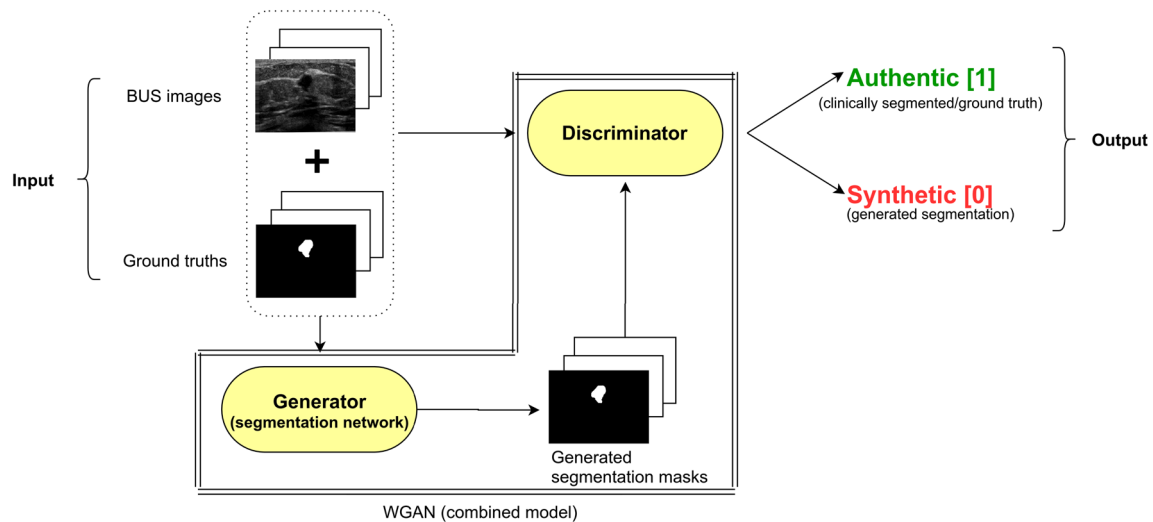 BUS images
+
Input
Ground truths
Discriminator
Authentic [1]
(clinically segmented/ground truth)
Output
Synthetic [0]
(generated segmentation)
Generator
(segmentation network)
Generated
segmentation masks
WGAN (combined model)